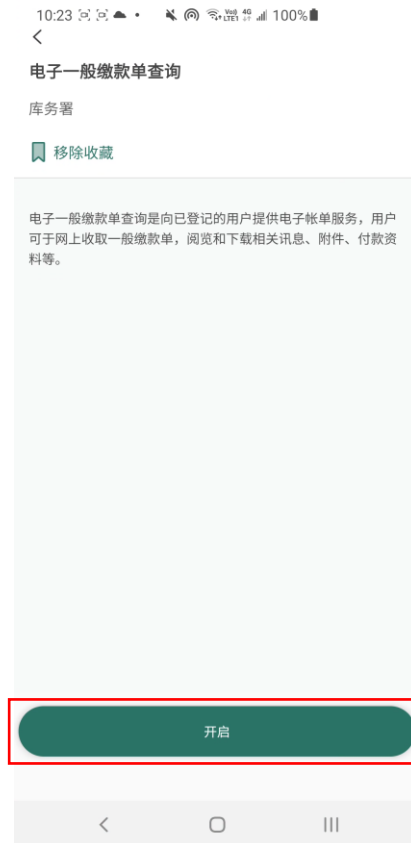 10:23 VoD LTE1 4G 100%
电子一般缴款单查询
库务署
移除收藏
电子一般缴款单查询是向已登记的用户提供电子帐单服务，用户
可于网上收取一般缴款单，阅览和下载相关讯息、附件、付款资
料等。
开启